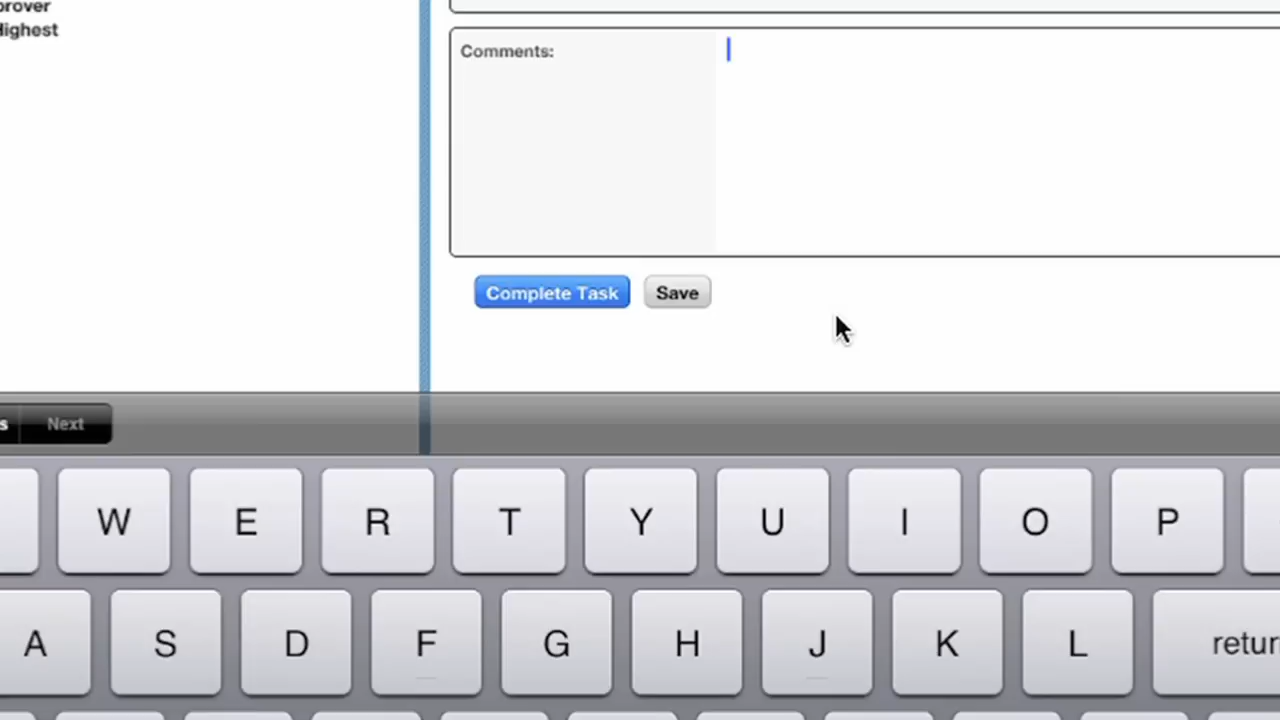 prover
Highest
Comments:
Complete Task Save
s Next
W E R T Y U I O P
A S D F G H J K L retur